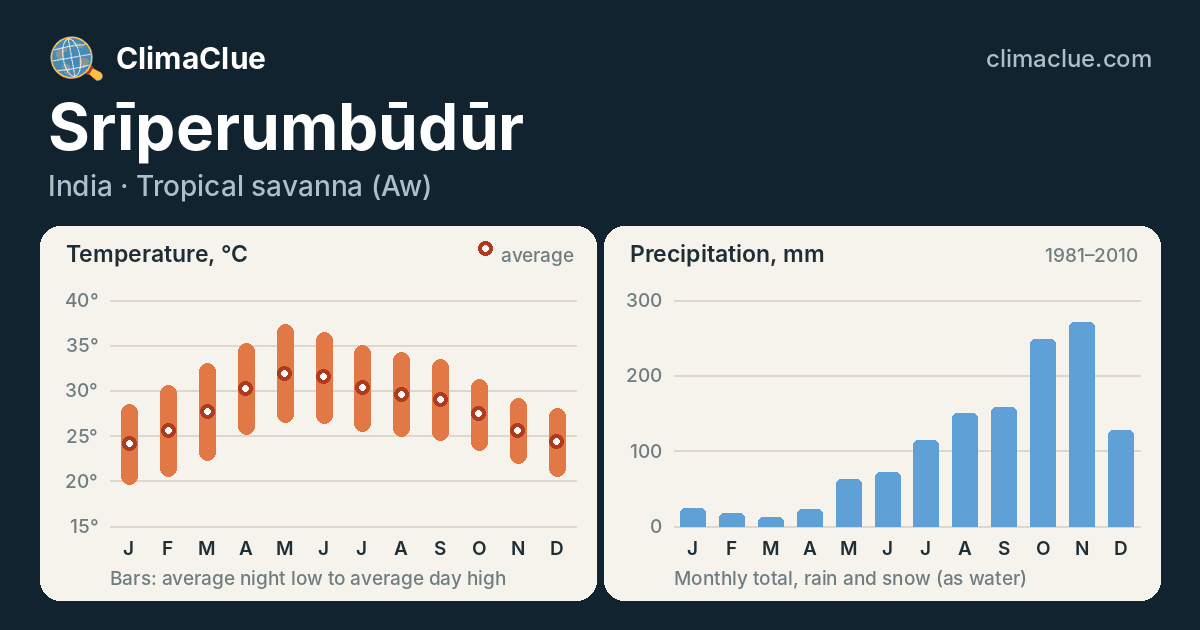 ClimaClue
climaclue.com
Srīperumbūdūr
India · Tropical savanna (Aw)
Temperature, °C
average
40°
35°
30°
25°
20°
15°
J F M A M J J A S O N D
Bars: average night low to average day high
Precipitation, mm
1981–2010
300
200
100
0
J F M A M J J A S O N D
Monthly total, rain and snow (as water)